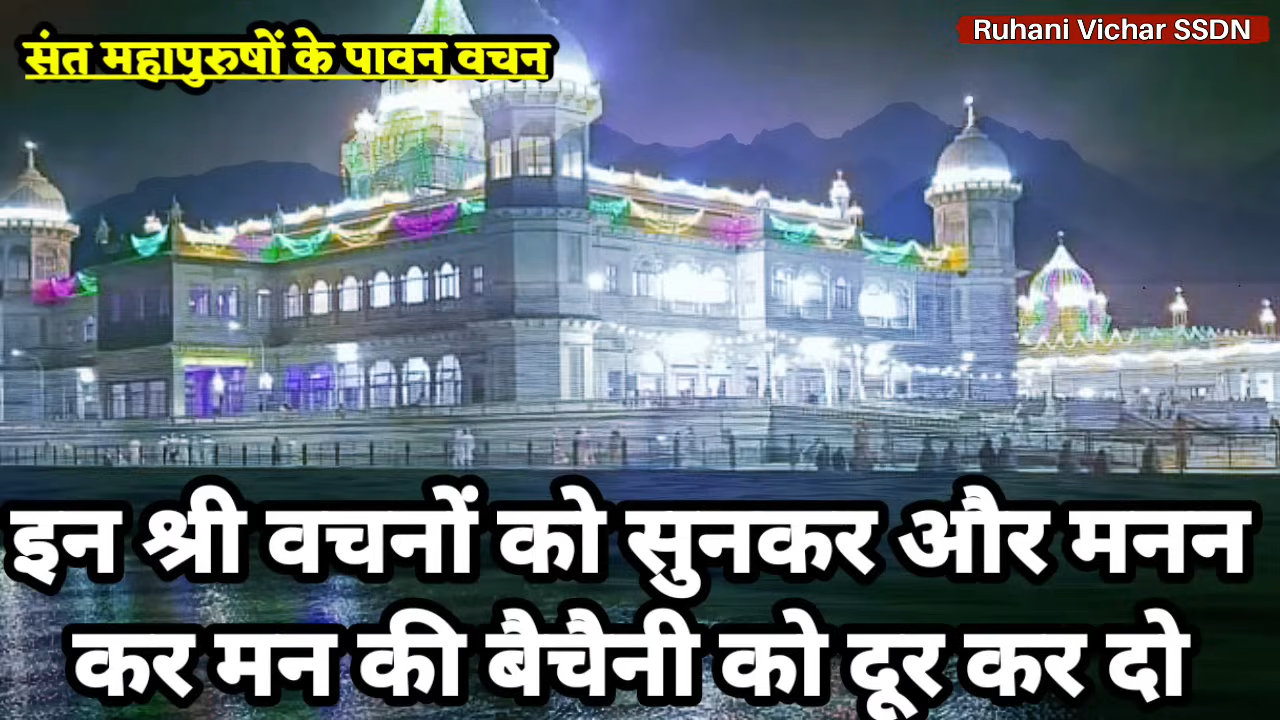 संत महापुरुषों के पावन वचन
Ruhani Vichar SSDN
इन श्री वचनों को सुनकर और मनन
कर मन की बैचैनी को दूर कर दो